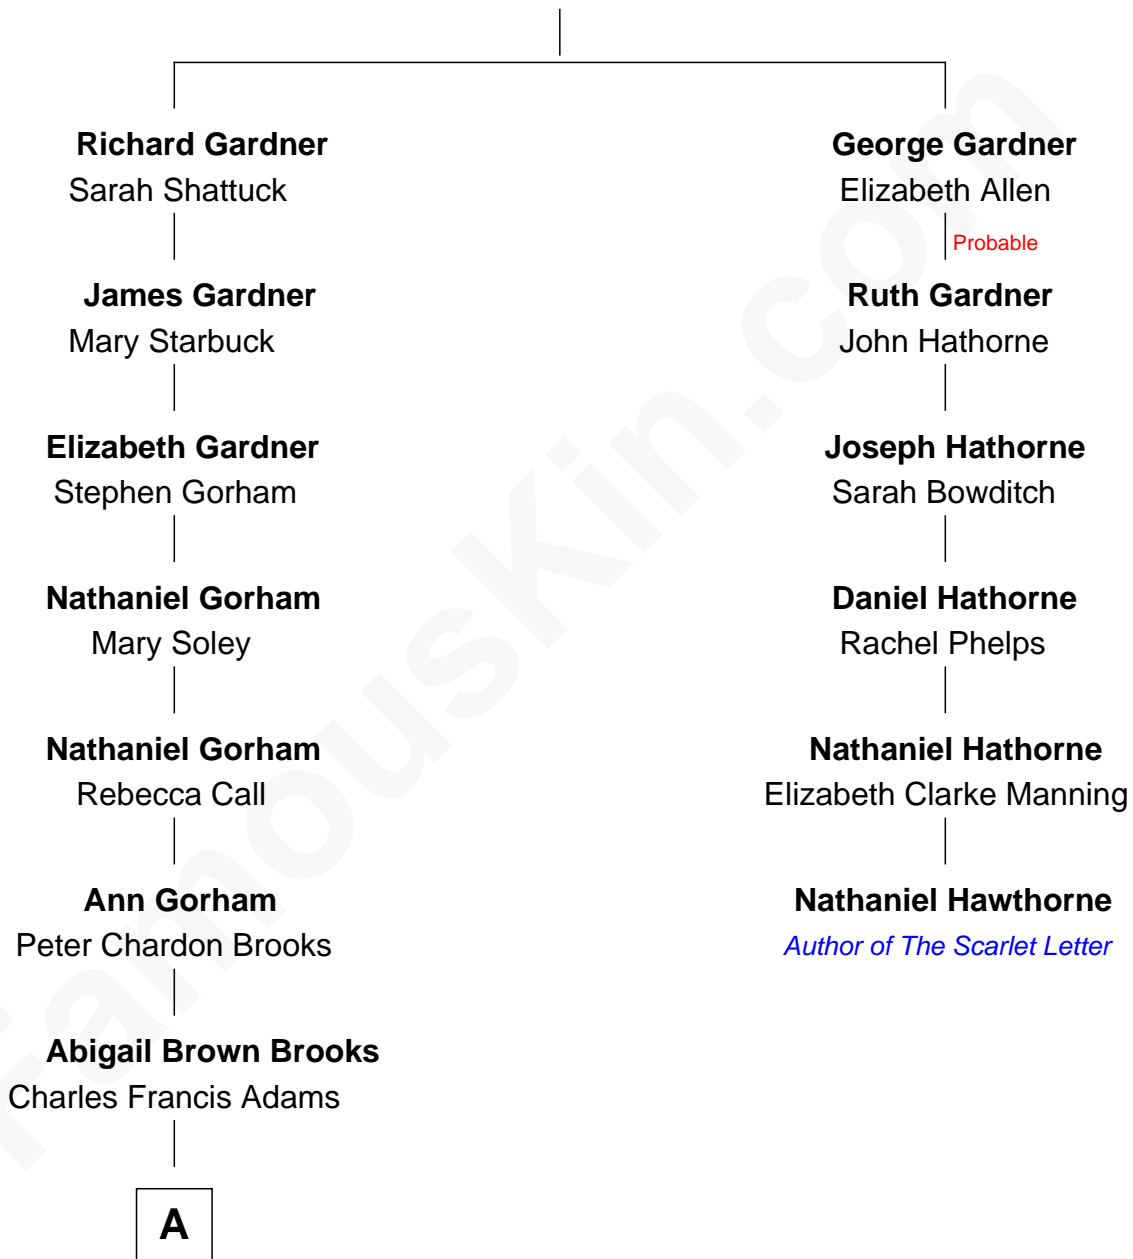 Richard Gardner
Sarah Shattuck
James Gardner
Mary Starbuck
Elizabeth Gardner
Stephen Gorham
Nathaniel Gorham
Mary Soley
Nathaniel Gorham
Rebecca Call
Ann Gorham
Peter Chardon Brooks
Abigail Brown Brooks
Charles Francis Adams
A
George Gardner
Elizabeth Allen
Probable
Ruth Gardner
John Hathorne
Joseph Hathorne
Sarah Bowditch
Daniel Hathorne
Rachel Phelps
Nathaniel Hathorne
Elizabeth Clarke Manning
Nathaniel Hawthorne
Author of The Scarlet Letter
FamousKin.com